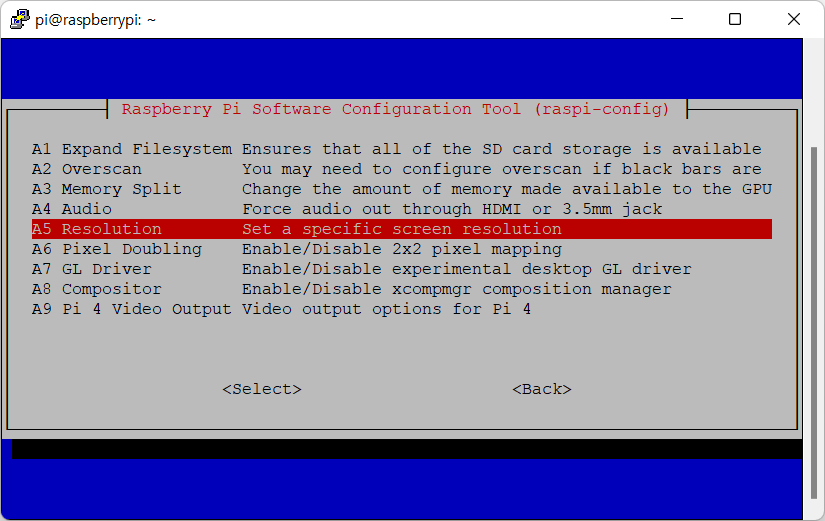 pi@raspberrypi: ~
Raspberry Pi Software Configuration Tool (raspi-config)
A1 Expand Filesystem Ensures that all of the SD card storage is available
A2 Overscan You may need to configure overscan if black bars are
A3 Memory Split Change the amount of memory made available to the GPU
A4 Audio Force audio out through HDMI or 3.5mm jack
A5 Resolution Set a specific screen resolution
A6 Pixel Doubling Enable/Disable 2x2 pixel mapping
A7 GL Driver Enable/Disable experimental desktop GL driver
A8 Compositor Enable/Disable xcompmgr composition manager
A9 Pi 4 Video Output Video output options for Pi 4
<Select> <Back>